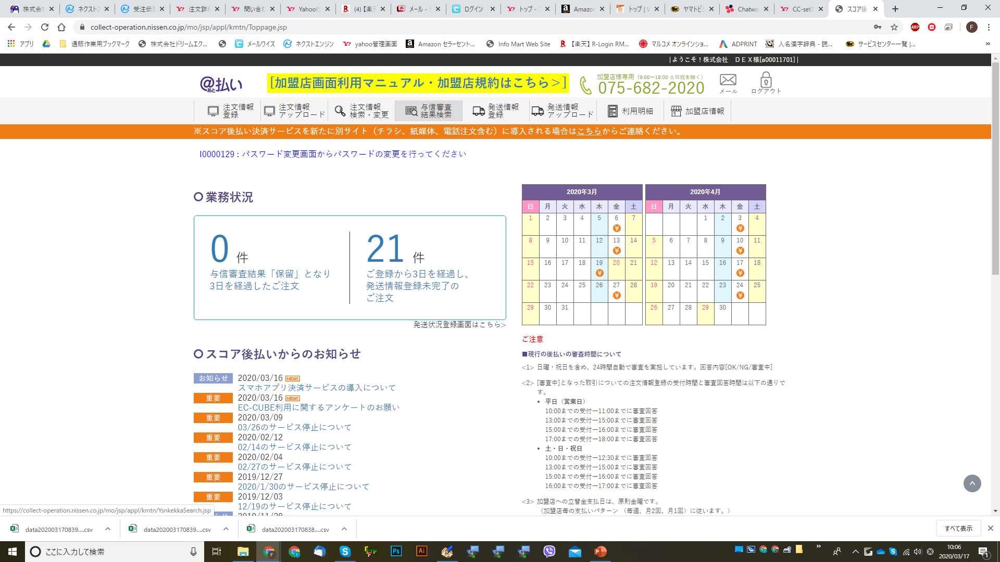 株式会社
ネクストエ
受注伝票
注文詳細
問い合わ
Yahoo!シ
(4)【楽天
メール - サ
ログイン
トップ - ス
Amazon
トップ | W
ヤマトビジ
Chatwo
CC-set7
スコア後
collect-operation.nissen.co.jp/mo/jsp/appl/kmtn/Toppage.jsp
ABP
F
アプリ
通販作業用ブックマーク
株式会社ドリームエク...
メールワイズ
ネクストエンジン
yahoo管理画面
Amazon セラーセント...
Info Mart Web Site
【楽天】 R-Login RM...
マルコメ オンラインショ...
ADPRINT
人名漢字辞典 - 読...
サービスセンター一覧 |...
»
| ようこそ！株式会社　ＤＥＸ様[a00011701] |
@払い
あと
[加盟店画面利用マニュアル・加盟店規約はこちら＞]
加盟店様専用（9:00～18:00 土日祝を除く）
075-682-2020
メール
ログアウト
注文情報
登録
注文情報
アップロード
注文情報
検索・変更
与信審査
結果検索
発送情報
登録
発送情報
アップロード
利用明細
加盟店情報
※スコア後払い決済サービスを新たに別サイト（チラシ、紙媒体、電話注文含む）に導入される場合はこちらからご連絡ください。
I0000129 : パスワード変更画面からパスワードの変更を行ってください
業務状況
0 件
与信審査結果「保留」となり
3日を経過したご注文
21 件
ご登録から3日を経過し、
発送情報登録未完了の
ご注文
発送状況登録画面はこちら>
2020年3月
日 月 火 水 木 金 土
1 2 3 4 5 6 7
¥
8 9 10 11 12 13 14
¥
15 16 17 18 19 20 21
¥
22 23 24 25 26 27 28
¥
29 30 31
2020年4月
日 月 火 水 木 金 土
1 2 3 4
¥
5 6 7 8 9 10 11
¥
12 13 14 15 16 17 18
¥
19 20 21 22 23 24 25
¥
26 27 28 29 30
スコア後払いからのお知らせ
お知らせ 2020/03/16 NEW!!
スマホアプリ決済サービスの導入について
重要 2020/03/16 NEW!!
EC-CUBE利用に関するアンケートのお願い
重要 2020/03/09
03/26のサービス停止について
重要 2020/02/12
02/14のサービス停止について
重要 2020/02/04
02/27のサービス停止について
重要 2019/12/27
2020/1/30のサービス停止について
重要 2019/12/03
12/19のサービス停止について
ご注意
■現行の後払いの審査時間について
<1> 日曜・祝日を含め、24時間自動で審査を実施しています。回答内容[OK/NG/審査中]
<2> [審査中]となった取引についての注文情報登録の受付時間と審査回答時間は以下の通りで
す。
• 平日（営業日）
10:00までの受付→11:00までに審査回答
13:00までの受付→15:00までに審査回答
15:00までの受付→16:00までに審査回答
17:00までの受付→18:00までに審査回答
• 土・日・祝日
10:00までの受付→12:30までに審査回答
13:00までの受付→15:00までに審査回答
15:00までの受付→16:00までに審査回答
16:00までの受付→17:00までに審査回答
<3> 加盟店への立替金支払日は、原則金曜です。
（加盟店毎の支払いパターン （毎週、月2回、月1回）に従います。）
https://collect-operation.nissen.co.jp/mo/jsp/appl/kmtn/YsnkekkaSearch.jsp
data202003170839....csv
data202003170839....csv
data202003170838....csv
すべて表示
ここに入力して検索
10:06
2020/03/17
1